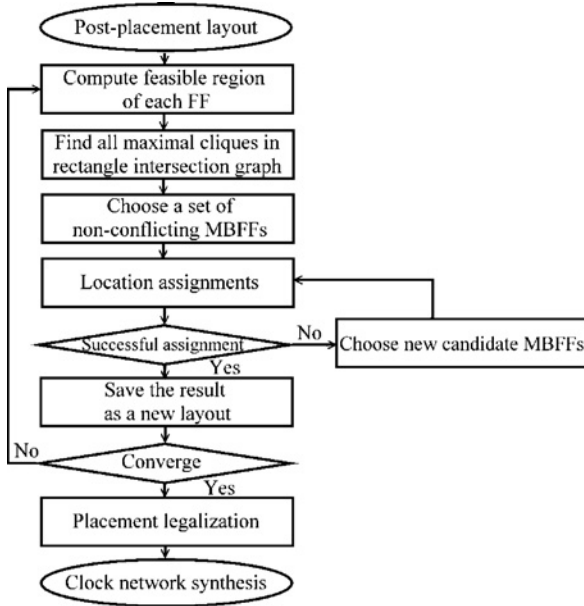 Post-placement layout
Compute feasible region
of each FF
Find all maximal cliques in
rectangle intersection graph
Choose a set of
non-conflicting MBFFs
Location assignments
Successful assignment
No
Choose new candidate MBFFs
Yes
Save the result
as a new layout
No
Converge
Yes
Placement legalization
Clock network synthesis